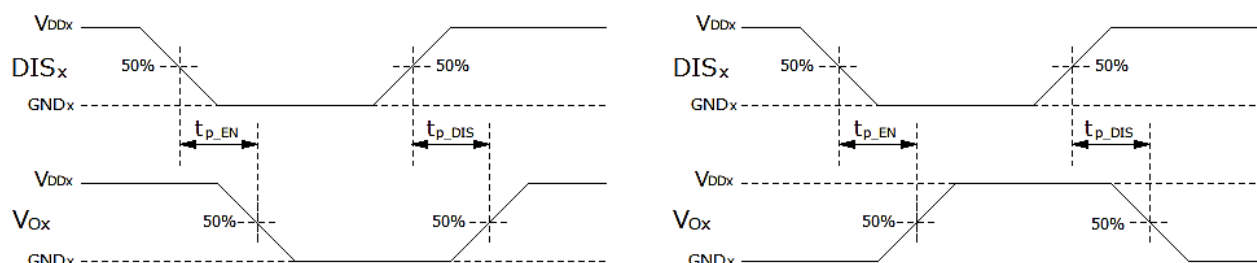 VDDx
DISx
50%
50%
GNDx
tp_EN
tp_DIS
VDDx
VOx
50%
50%
GNDx
VDDx
DISx
50%
50%
GNDx
tp_EN
tp_DIS
VDDx
VOx
50%
50%
GNDx